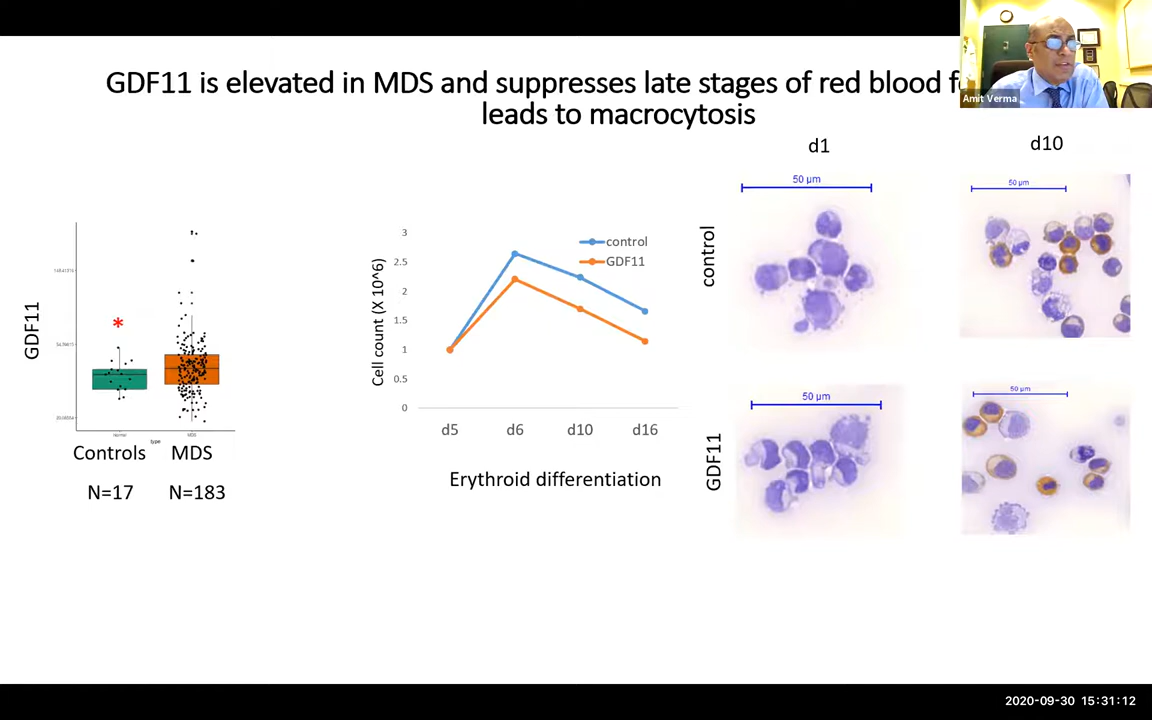 GDF11 is elevated in MDS and suppresses late stages of red blood f
leads to macrocytosis
Amit Verma
d1
d10
50 µm
50 µm
control
3
2.5
2
1.5
1
0.5
0
control
GDF11
Cell count (X 10^6)
d5
d6
d10
d16
Erythroid differentiation
GDF11
*
type
Controls
MDS
N=17
N=183
50 µm
50 µm
GDF11
2020-09-30 15:31:12